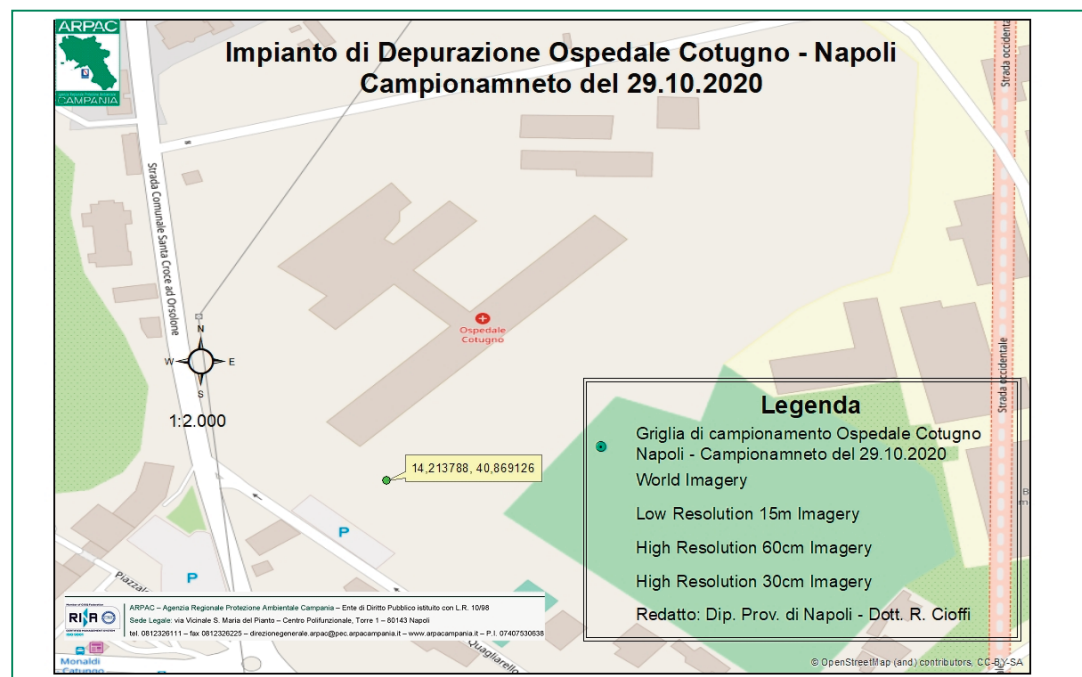 ARPAC
CAMPANIA
Impianto di Depurazione Ospedale Cotugno - Napoli
Campionamneto del 29.10.2020
Strada occidentale
Strada Comunale Santa Croce ad Orsolone
Ospedale
Cotugno
N
W
E
S
1:2.000
14,213788, 40,869126
P
P
Strada occidentale
Legenda
Griglia di campionamento Ospedale Cotugno
Napoli - Campionamneto del 29.10.2020
World Imagery
Low Resolution 15m Imagery
High Resolution 60cm Imagery
High Resolution 30cm Imagery
Redatto: Dip. Prov. di Napoli - Dott. R. Cioffi
RINA
ARPAC – Agenzia Regionale Protezione Ambientale Campania – Ente di Diritto Pubblico istituto con L.R. 10/98
Sede Legale: via Vicinale S. Maria del Pianto – Centro Polifunzionale, Torre 1 – 80143 Napoli
tel. 0812326111 – fax 0812326225 – direzionegenerale.arpac@pec.arpacampania.it – www.arpacampania.it – P.I. 07407530638
Monaldi
Cotugno
Quagliarello
© OpenStreetMap (and) contributors, CC-BY-SA